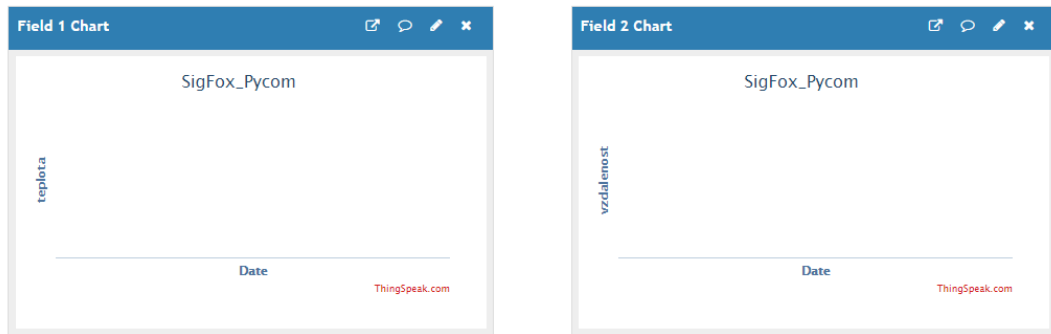 Field 1 Chart
SigFox_Pycom
teplota
Date
ThingSpeak.com
Field 2 Chart
SigFox_Pycom
vzdalenost
Date
ThingSpeak.com